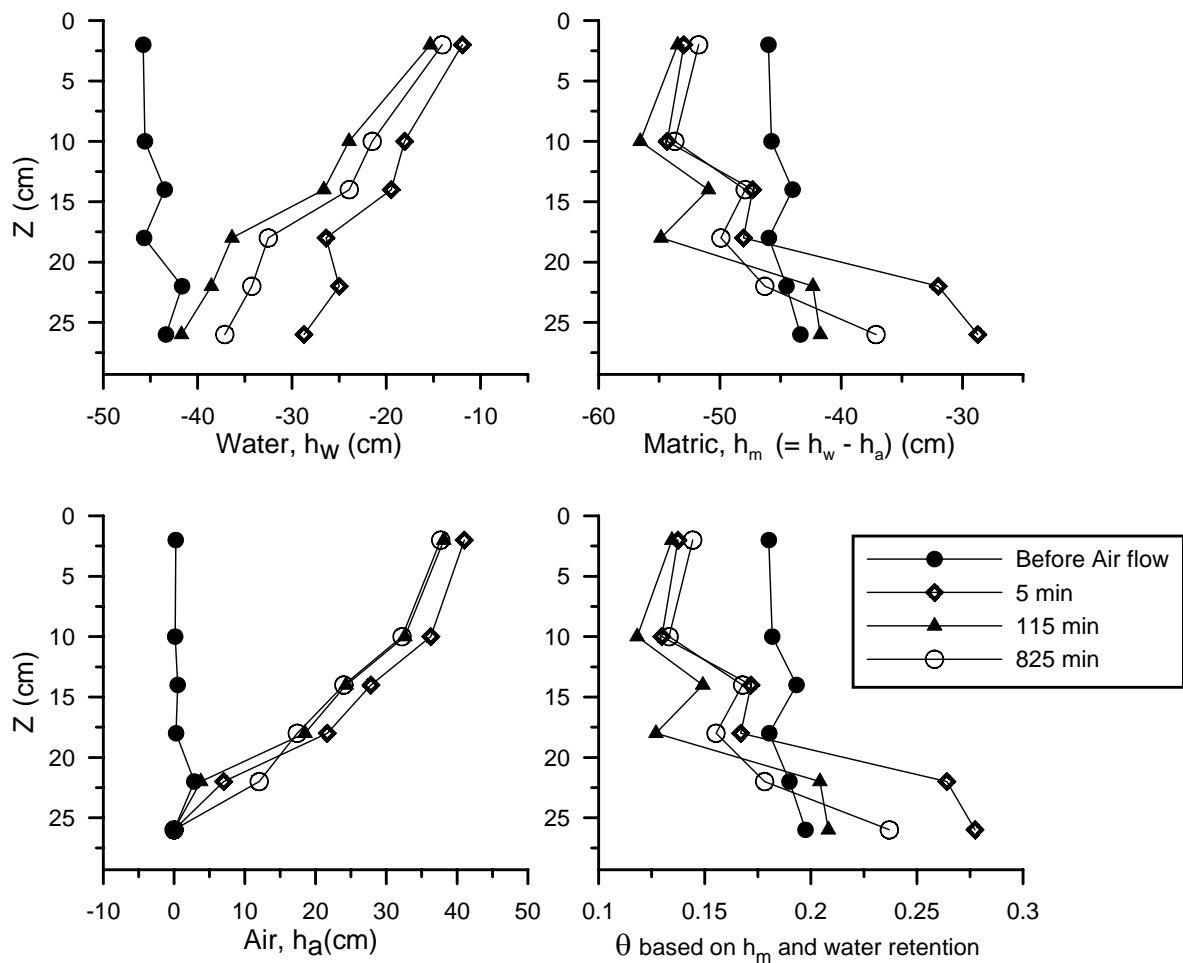 0
5
10
15
20
25
Z (cm)
-50 -40 -30 -20 -10
Water, hw (cm)
0
5
10
15
20
25
-60 -50 -40 -30
Matric, hm (= hw - ha) (cm)
0
5
10
15
20
25
Z (cm)
-10 0 10 20 30 40 50
Air, ha(cm)
0
5
10
15
20
25
0.1 0.15 0.2 0.25 0.3
θ based on hm and water retention
Before Air flow
5 min
115 min
825 min